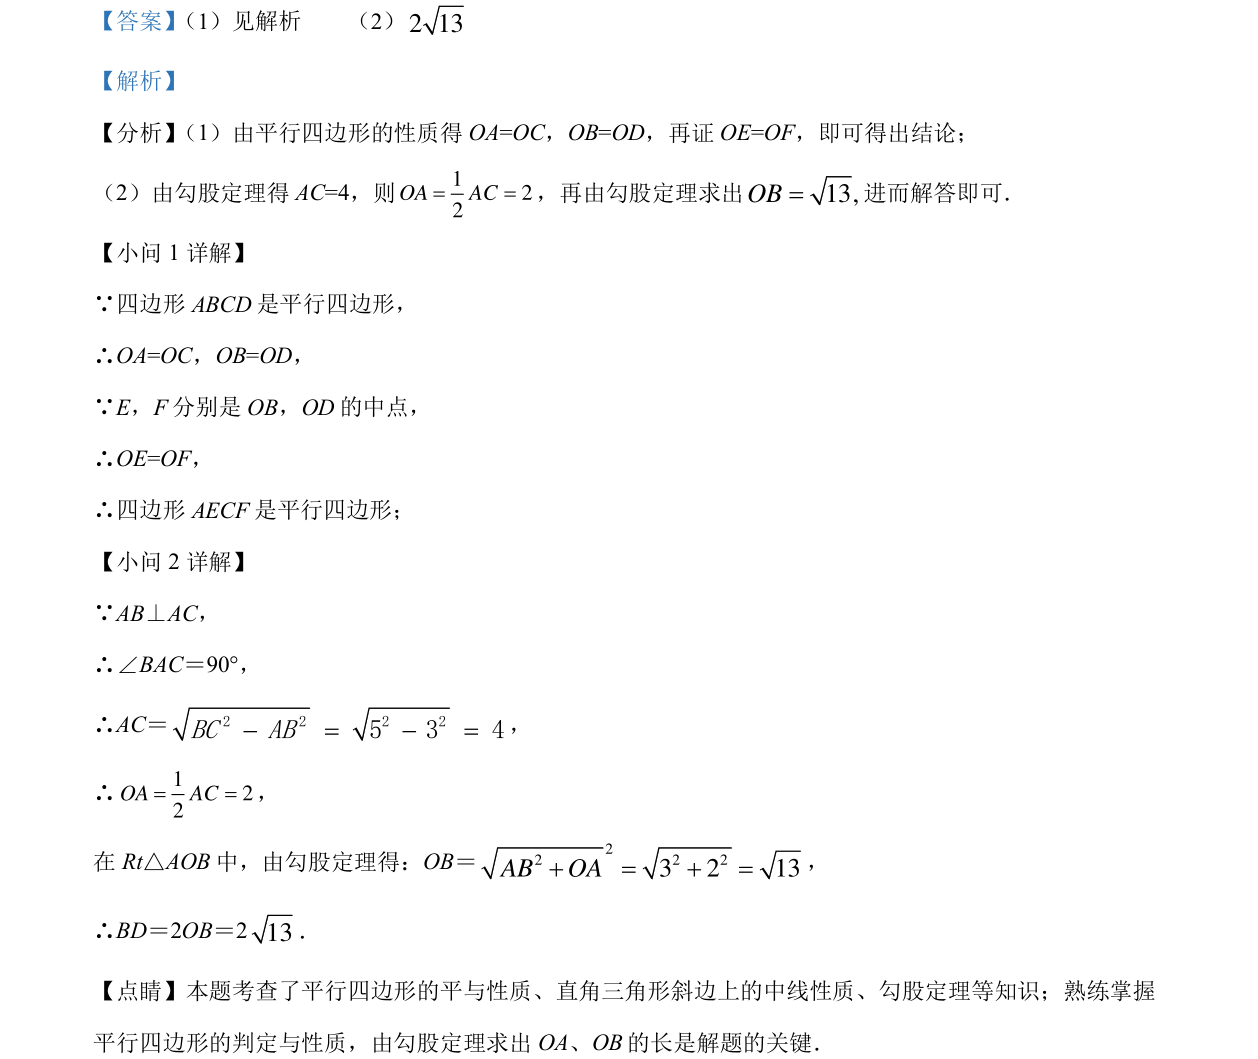 【答案】（1）见解析 （2）2√13
【解析】
【分析】（1）由平行四边形的性质得 OA=OC，OB=OD，再证 OE=OF，即可得出结论；
（2）由勾股定理得 AC=4，则 OA = 1/2 AC = 2，再由勾股定理求出 OB = √13, 进而解答即可．
【小问 1 详解】
∵四边形 ABCD 是平行四边形，
∴OA=OC，OB=OD，
∵E，F 分别是 OB，OD 的中点，
∴OE=OF，
∴四边形 AECF 是平行四边形；
【小问 2 详解】
∵AB⊥AC，
∴∠BAC＝90°，
∴AC＝√(BC² − AB²) = √(5² − 3²) = 4，
∴ OA = 1/2 AC = 2，
在 Rt△AOB 中，由勾股定理得：OB＝√(AB² + OA)² = √(3² + 2²) = √13，
∴BD＝2OB＝2√13．
【点睛】本题考查了平行四边形的平与性质、直角三角形斜边上的中线性质、勾股定理等知识；熟练掌握
平行四边形的判定与性质，由勾股定理求出 OA、OB 的长是解题的关键．